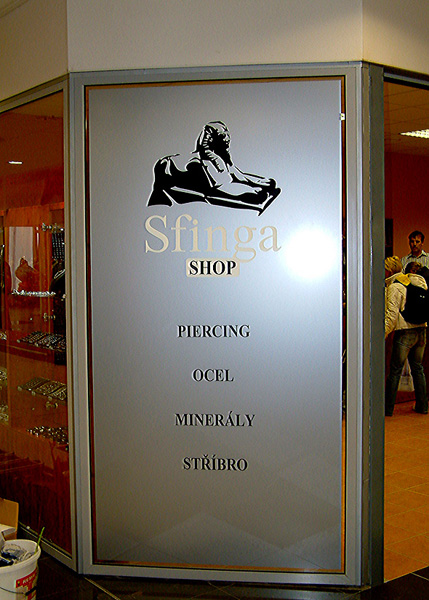 Sfinga
SHOP
PIERCING
OCEL
MINERÁLY
STŘÍBRO